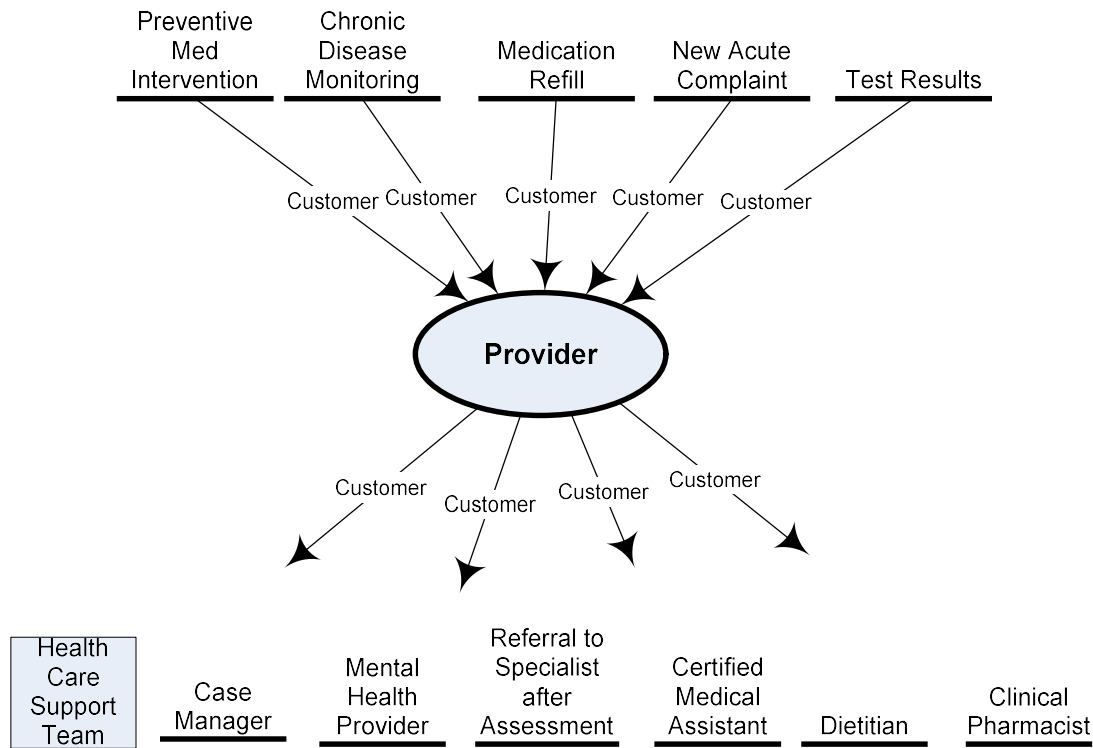 Preventive
Med
Intervention
Chronic
Disease
Monitoring
Medication
Refill
New Acute
Complaint
Test Results
Customer
Customer
Customer
Customer
Customer
Provider
Customer
Customer
Customer
Customer
Health
Care
Support
Team
Case
Manager
Mental
Health
Provider
Referral to
Specialist
after
Assessment
Certified
Medical
Assistant
Dietitian
Clinical
Pharmacist